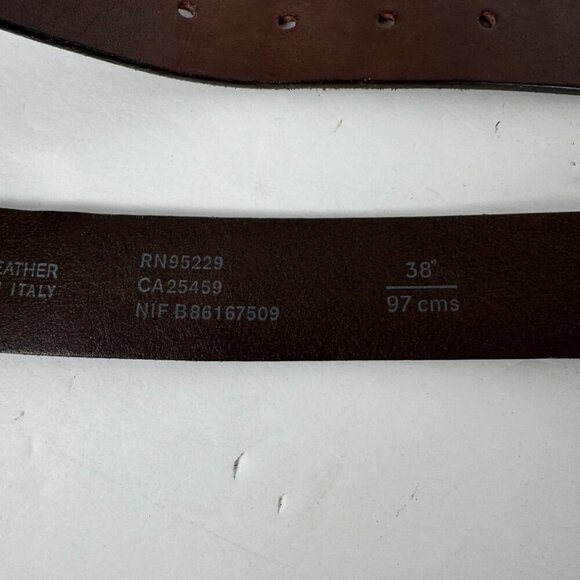 EATHER
ITALY
RN95229
CA25459
NIF B86167509
38"
97 cms